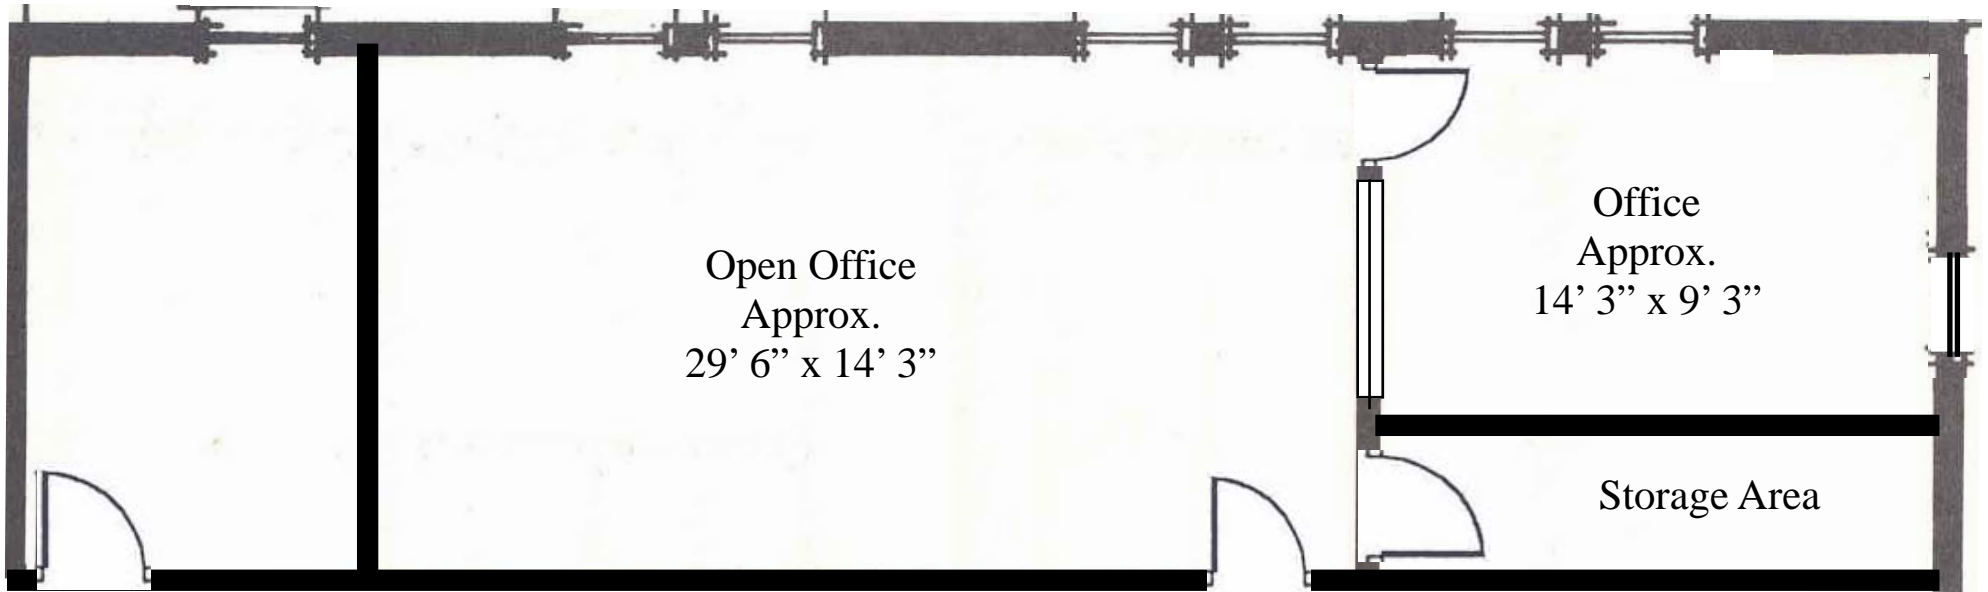 Open Office
Approx.
29’ 6” x 14’ 3”
Office
Approx.
14’ 3” x 9’ 3”
Storage Area